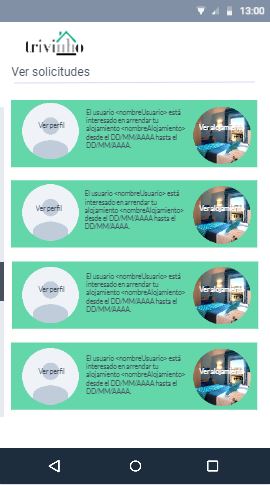 13:00
trivinho
Ver solicitudes
Ver perfil
El usuario <nombreUsuario> está
interesado en arrendar tu
alojamiento <nombreAlojamiento>
desde el DD/MM/AAAA hasta el
DD/MM/AAAA.
Ver alojamiento
Ver perfil
El usuario <nombreUsuario> está
interesado en arrendar tu
alojamiento <nombreAlojamiento>
desde el DD/MM/AAAA hasta el
DD/MM/AAAA.
Ver alojamiento
Ver perfil
El usuario <nombreUsuario> está
interesado en arrendar tu
alojamiento <nombreAlojamiento>
desde el DD/MM/AAAA hasta el
DD/MM/AAAA.
Ver alojamiento
Ver perfil
El usuario <nombreUsuario> está
interesado en arrendar tu
alojamiento <nombreAlojamiento>
desde el DD/MM/AAAA hasta el
DD/MM/AAAA.
Ver alojamiento